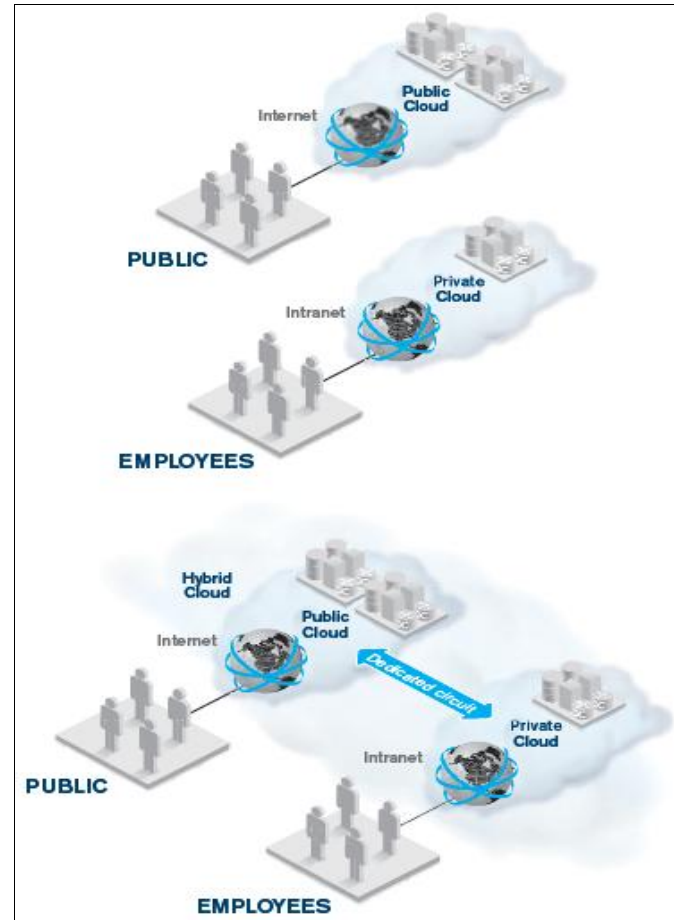 Public
Cloud
Internet
PUBLIC
Private
Cloud
Intranet
EMPLOYEES
Hybrid
Cloud
Public
Cloud
Internet
Dedicated circuit
Private
Cloud
Intranet
PUBLIC
EMPLOYEES